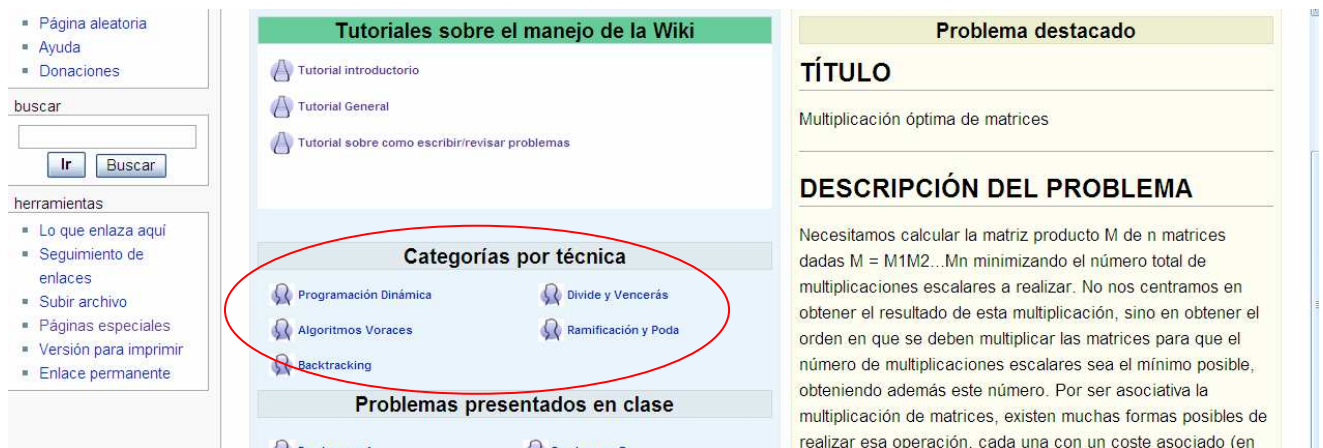 Página aleatoria
Ayuda
Donaciones
buscar
Ir Buscar
herramientas
Lo que enlaza aquí
Seguimiento de
enlaces
Subir archivo
Páginas especiales
Versión para imprimir
Enlace permanente
Tutoriales sobre el manejo de la Wiki
Tutorial introductorio
Tutorial General
Tutorial sobre como escribir/revisar problemas
Categorías por técnica
Programación Dinámica Divide y Vencerás
Algoritmos Voraces Ramificación y Poda
Backtracking
Problemas presentados en clase
Problema destacado
TÍTULO
Multiplicación óptima de matrices
DESCRIPCIÓN DEL PROBLEMA
Necesitamos calcular la matriz producto M de n matrices
dadas M = M1M2...Mn minimizando el número total de
multiplicaciones escalares a realizar. No nos centramos en
obtener el resultado de esta multiplicación, sino en obtener el
orden en que se deben multiplicar las matrices para que el
número de multiplicaciones escalares sea el mínimo posible,
obteniendo además este número. Por ser asociativa la
multiplicación de matrices, existen muchas formas posibles de
realizar esa operación, cada una con un coste asociado (en